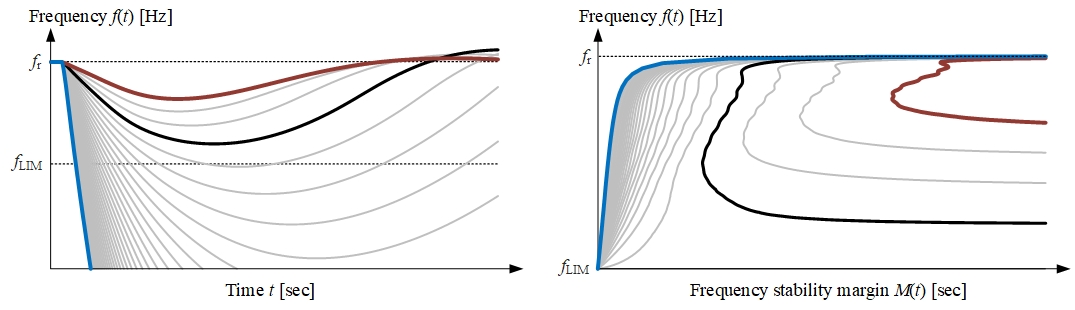 Frequency f(t) [Hz]
fr
fLIM
Time t [sec]
Frequency f(t) [Hz]
fr
fLIM
Frequency stability margin M(t) [sec]